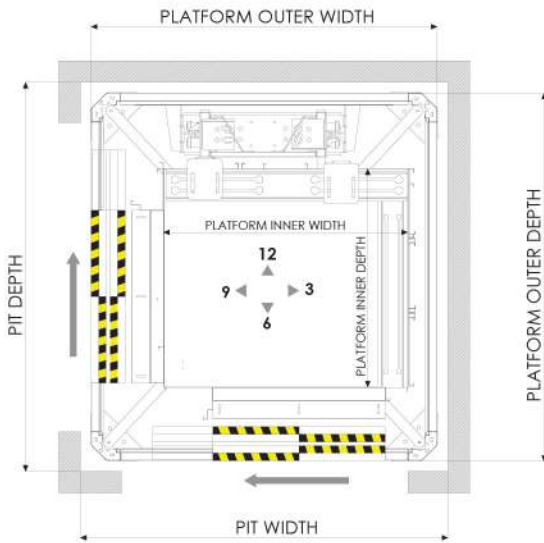 PLATFORM OUTER WIDTH
PIT DEPTH
PLATFORM INNER WIDTH
PLATFORM INNER DEPTH
PLATFORM OUTER DEPTH
12
9
3
6
PIT WIDTH